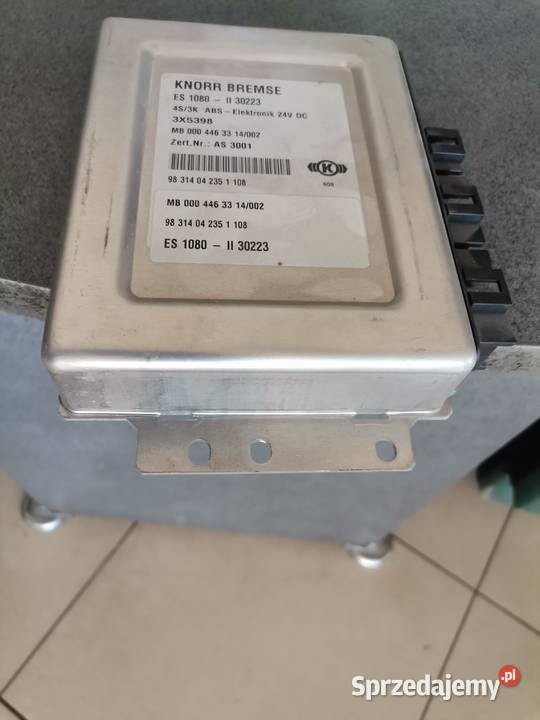 KNORR BREMSE
ES 1080 – II 30223
4S/3K ABS – Elektronik 24V DC
3X5398
MB 000 446 33 14/002
Zert.Nr.: AS 3001
K
98 314 04 235 1 108
MB 000 446 33 14/002
98 314 04 235 1 108
ES 1080 – II 30223
Sprzedajemy.pl